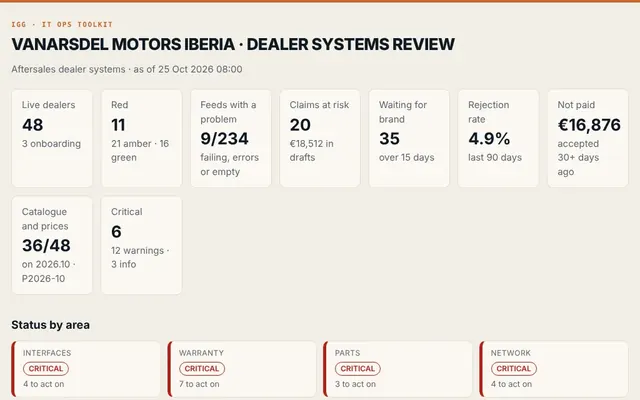 IGG · IT OPS TOOLKIT
VANARSDEL MOTORS IBERIA · DEALER SYSTEMS REVIEW
Aftersales dealer systems · as of 25 Oct 2026 08:00
Live dealers
48
3 onboarding
Red
11
21 amber · 16
green
Feeds with a
problem
9/234
failing, errors
or empty
Claims at risk
20
€18,512 in
drafts
Waiting for
brand
35
over 15 days
Rejection
rate
4.9%
last 90 days
Not paid
€16,876
accepted
30+ days
ago
Catalogue
and prices
36/48
on 2026.10 ·
P2026-10
Critical
6
12 warnings ·
3 info
Status by area
INTERFACES
CRITICAL
4 to act on
WARRANTY
CRITICAL
7 to act on
PARTS
CRITICAL
3 to act on
NETWORK
CRITICAL
4 to act on